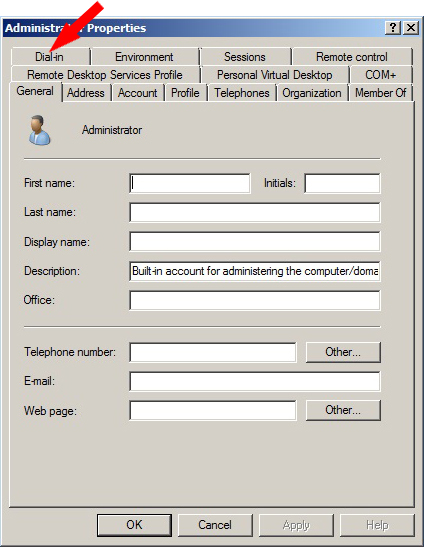 Administrator Properties
Dial-in Environment Sessions Remote control
Remote Desktop Services Profile Personal Virtual Desktop COM+
General Address Account Profile Telephones Organization Member Of
Administrator
First name: Initials:
Last name:
Display name:
Description: Built-in account for administering the computer/doma
Office:
Telephone number: Other...
E-mail:
Web page: Other...
OK Cancel Apply Help